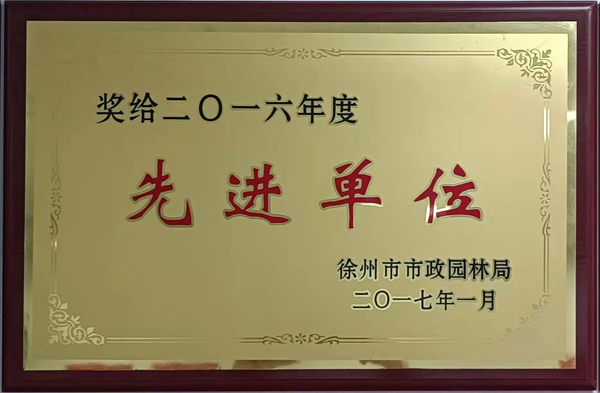 奖给二〇一六年度
先进单位
徐州市市政园林局
二〇一七年一月